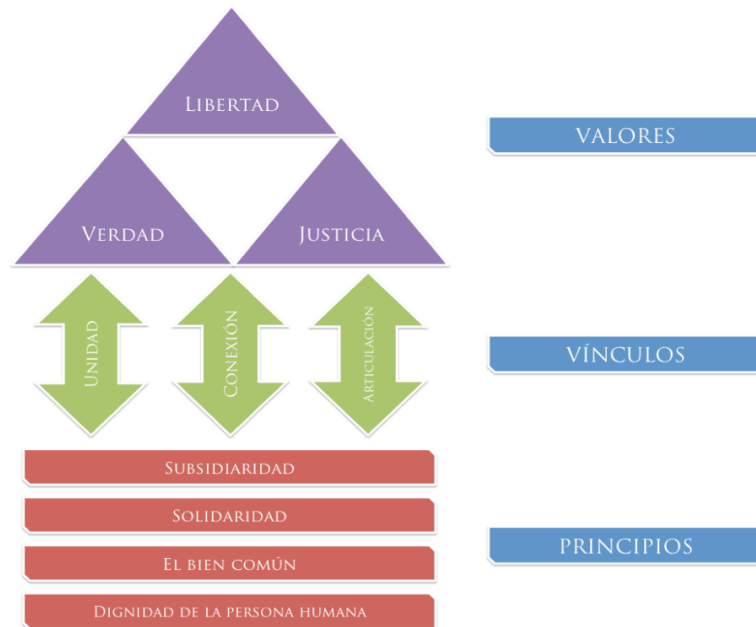 Libertad
VALORES
Verdad
Justicia
Unidad
Conexión
Articulación
VÍNCULOS
Subsidiaridad
Solidaridad
PRINCIPIOS
El bien común
Dignidad de la persona humana